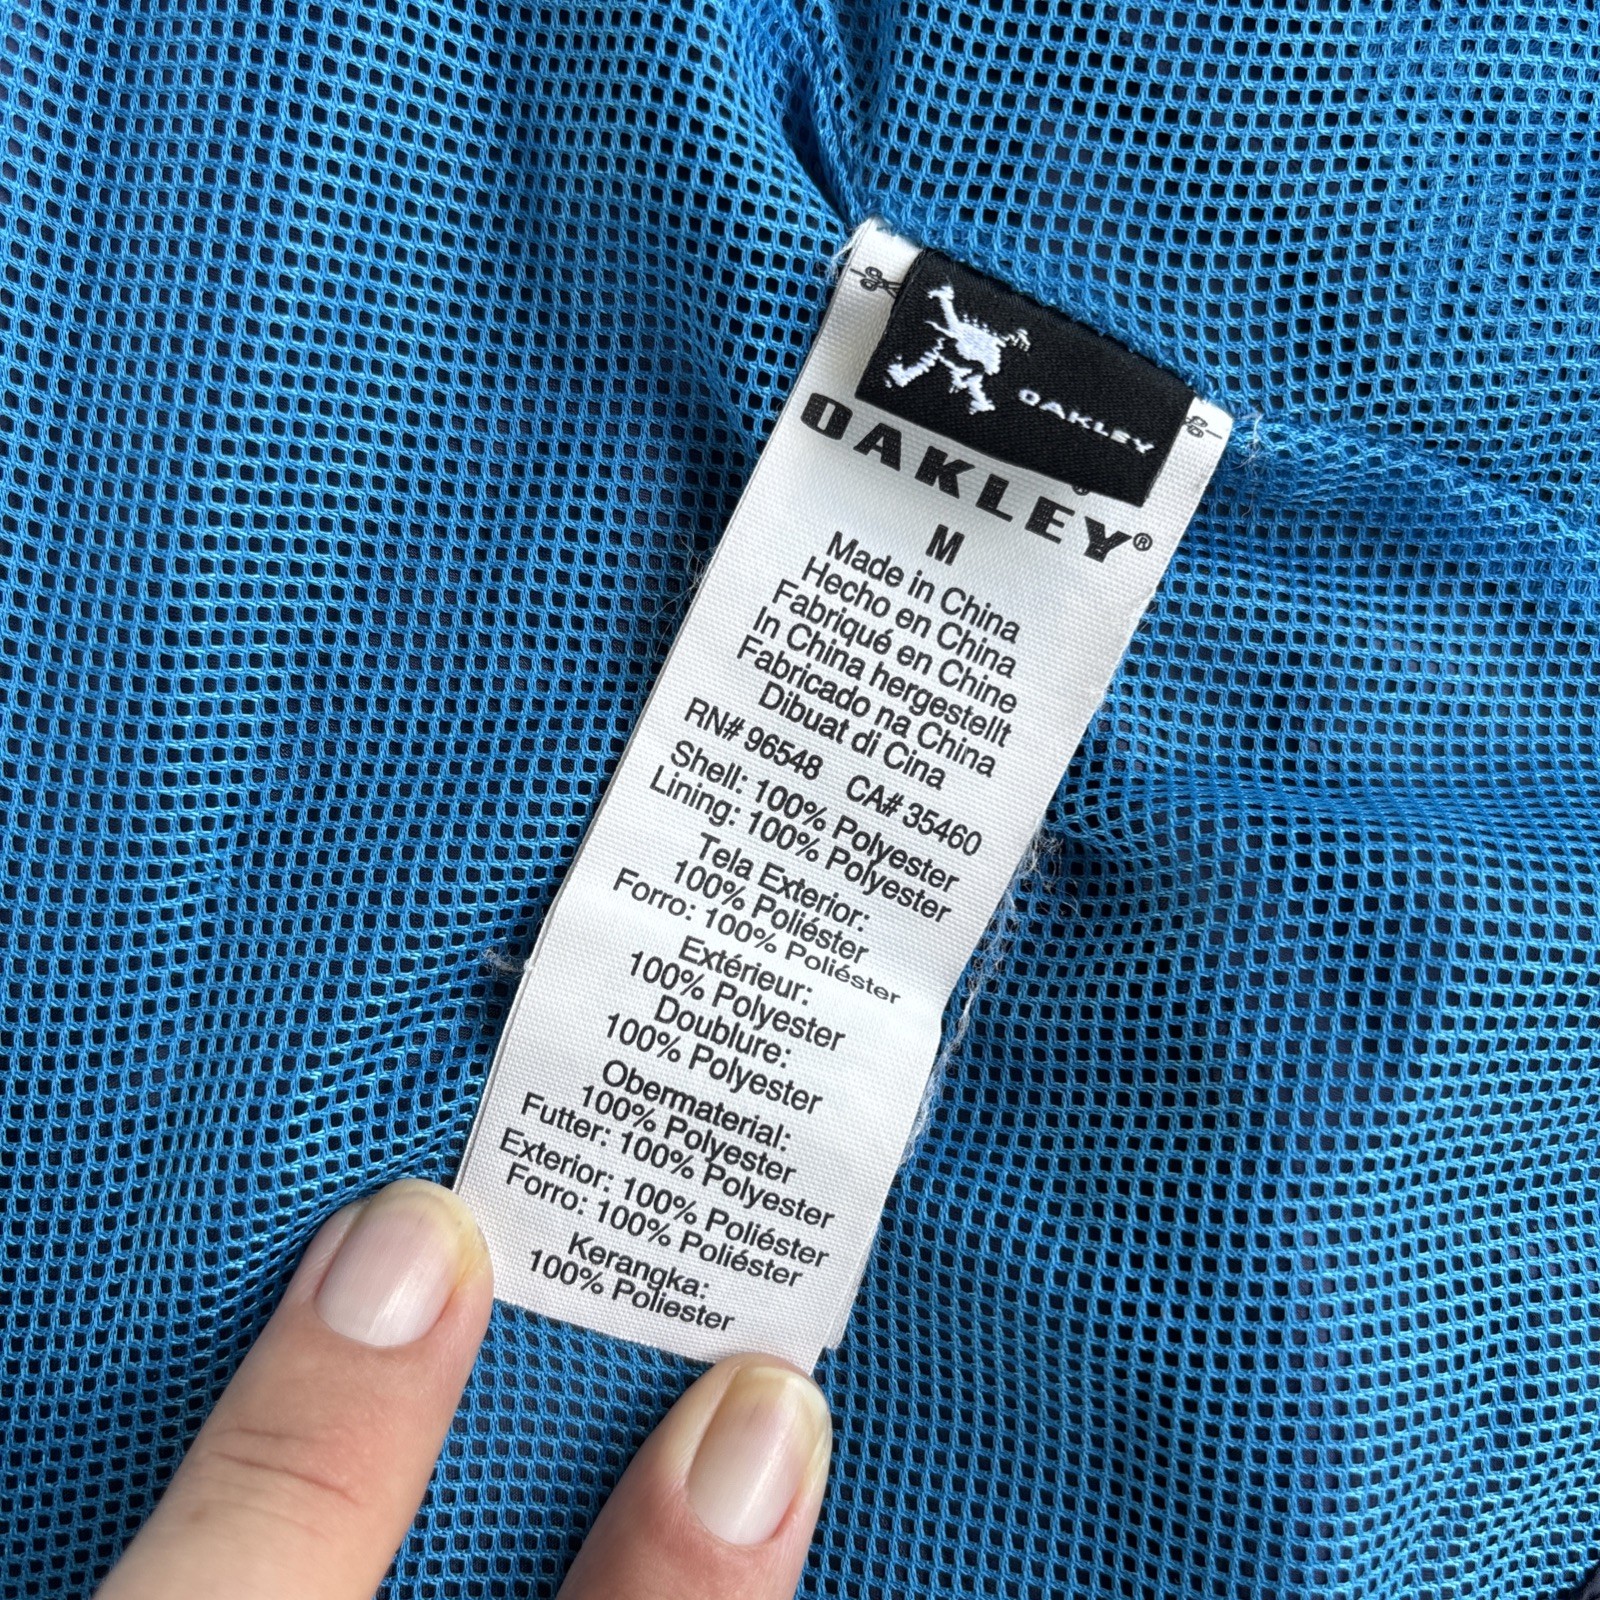 OAKLEY
OAKLEY®
M
Made in China
Hecho en China
Fabriqué en Chine
In China hergestellt
Fabricado na China
Dibuat di Cina
RN# 96548 CA# 35460
Shell: 100% Polyester
Lining: 100% Polyester
Tela Exterior:
100% Poliéster
Forro: 100% Poliéster
Extérieur:
100% Polyester
Doublure:
100% Polyester
Obermaterial:
100% Polyester
Futter: 100% Polyester
Exterior: 100% Poliéster
Forro: 100% Poliéster
Kerangka:
100% Poliester